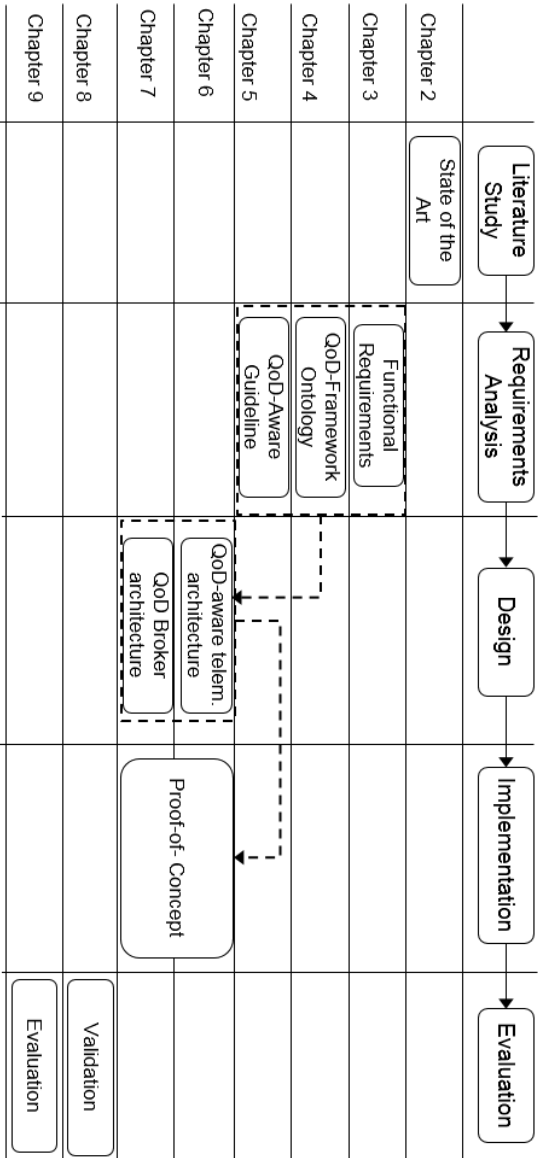 Literature
Study
Requirements
Analysis
Design
Implementation
Evaluation
Chapter 2
State of the
Art
Chapter 3
Functional
Requirements
Chapter 4
QoD-Framework
Ontology
Chapter 5
QoD-Aware
Guideline
Chapter 6
QoD-aware telem.
architecture
Proof-of- Concept
Chapter 7
QoD Broker
architecture
Chapter 8
Validation
Chapter 9
Evaluation